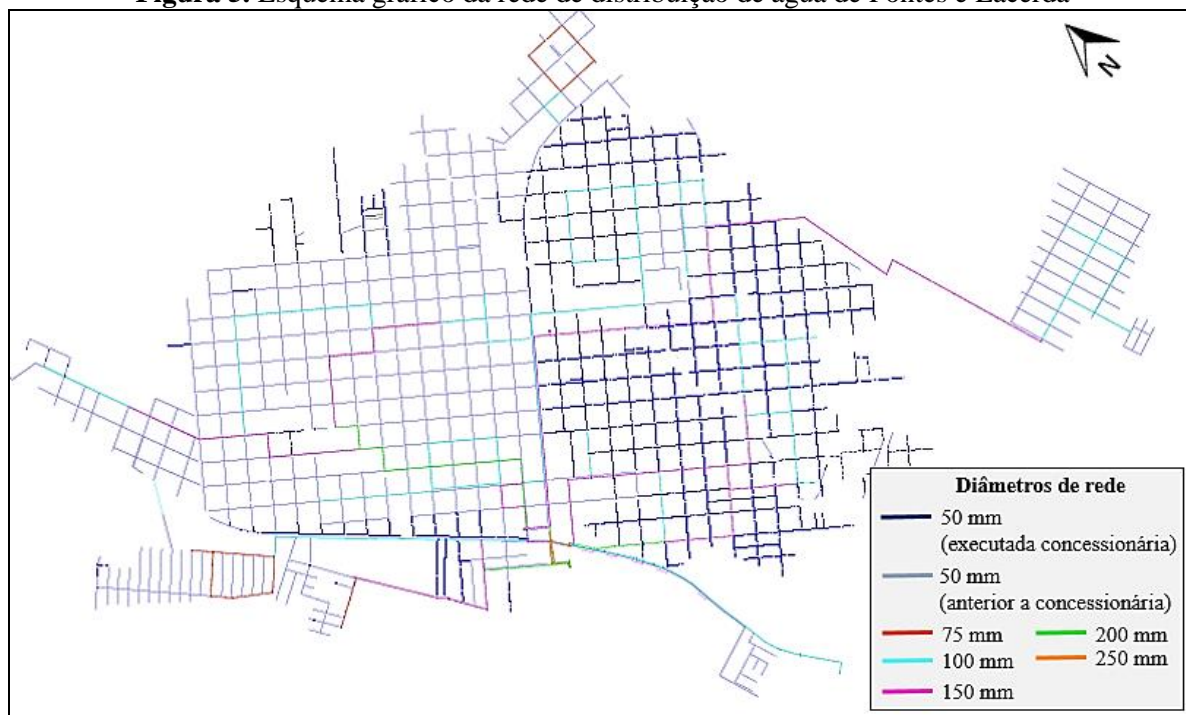 Figura 3. Esquema gráfico da rede de distribuição de água de Pontes e Lacerda
N
Diâmetros de rede
50 mm
(executada concessionária)
50 mm
(anterior a concessionária)
75 mm
200 mm
100 mm
250 mm
150 mm